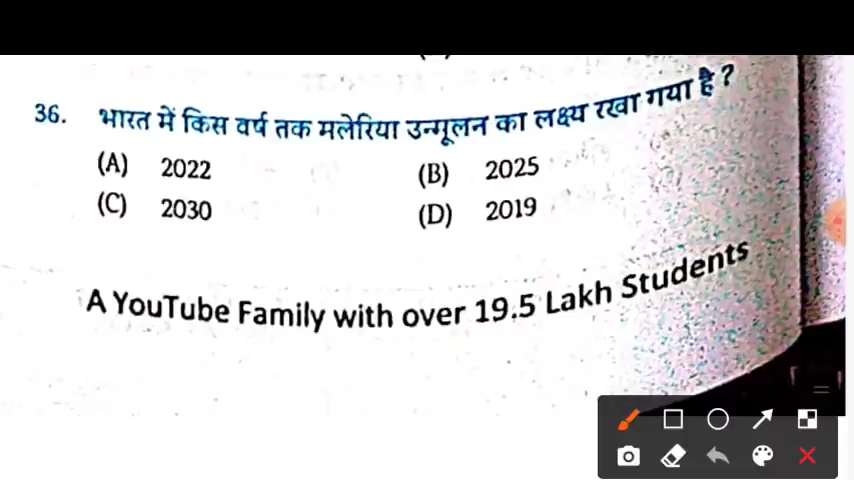 36. भारत में किस वर्ष तक मलेरिया उन्मूलन का लक्ष्य रखा गया है ?
(A) 2022 (B) 2025
(C) 2030 (D) 2019
A YouTube Family with over 19.5 Lakh Students